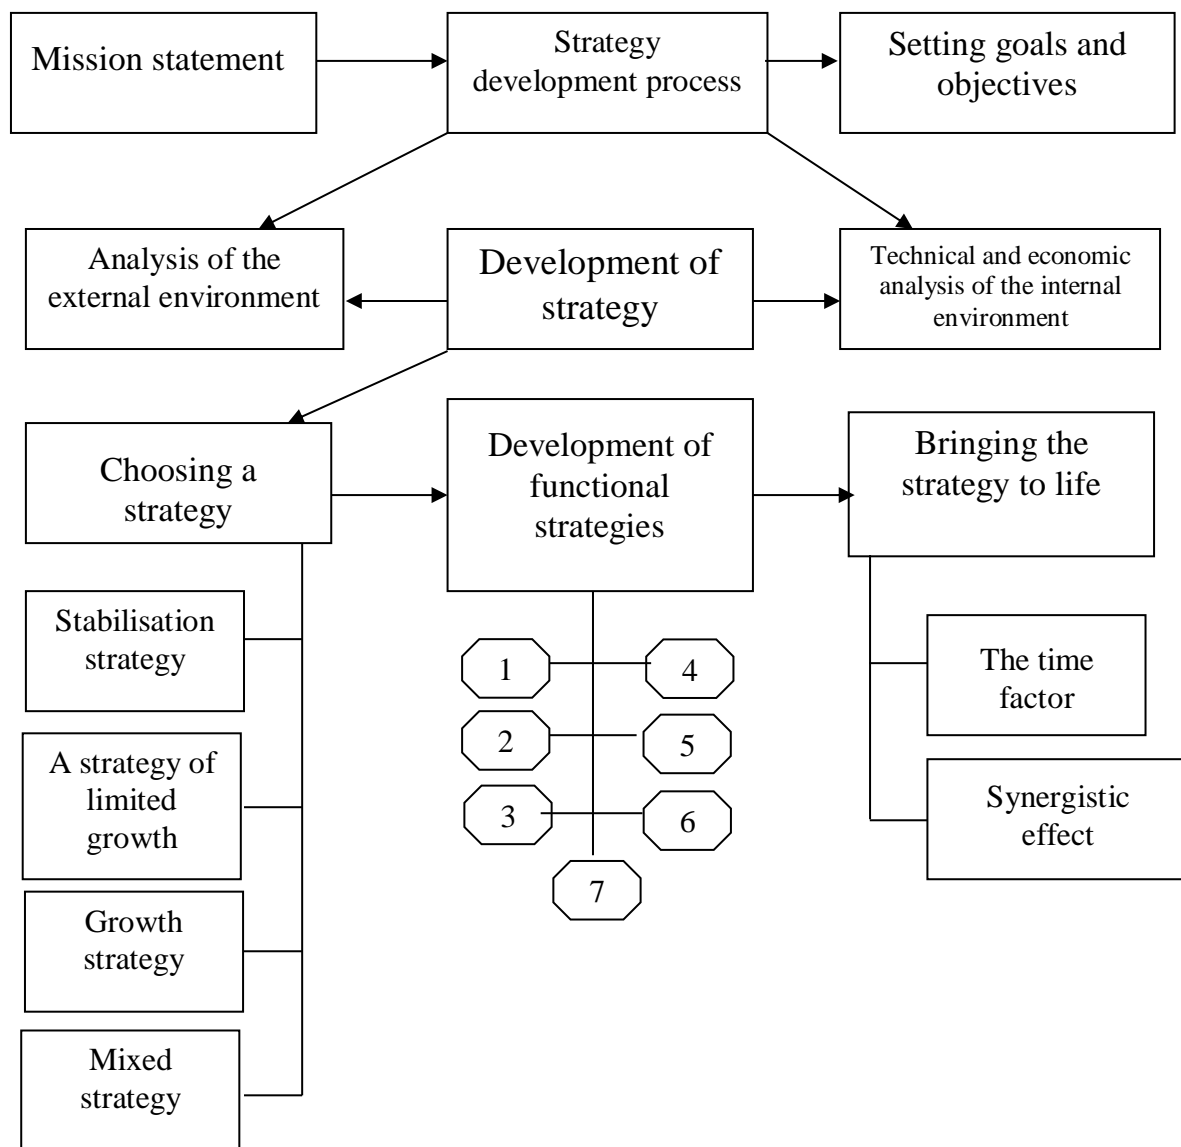 Mission statement
Strategy
development process
Setting goals and
objectives
Analysis of the
external environment
Development of
strategy
Technical and economic
analysis of the internal
environment
Choosing a
strategy
Development of
functional
strategies
Bringing the
strategy to life
Stabilisation
strategy
A strategy of
limited
growth
Growth
strategy
Mixed
strategy
1
4
2
5
3
6
7
The time
factor
Synergistic
effect